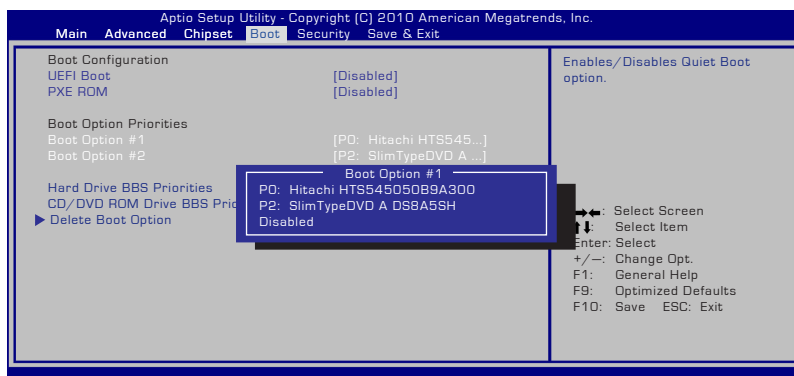 Aptio Setup Utility - Copyright (C) 2010 American Megatrends, Inc.
Main Advanced Chipset Boot Security Save & Exit
Boot Configuration
UEFI Boot [Disabled]
PXE ROM [Disabled]
Boot Option Priorities
Boot Option #1 [P0: Hitachi HTS545...]
Boot Option #2 [P2: SlimTypeDVD A ...]
Hard Drive BBS Priorities
CD/DVD ROM Drive BBS Prio
Delete Boot Option
Boot Option #1
P0: Hitachi HTS545050B9A300
P2: SlimTypeDVD A DS8A5SH
Disabled
Enables/Disables Quiet Boot
option.
→←: Select Screen
↑↓: Select Item
Enter: Select
+/—: Change Opt.
F1: General Help
F9: Optimized Defaults
F10: Save ESC: Exit